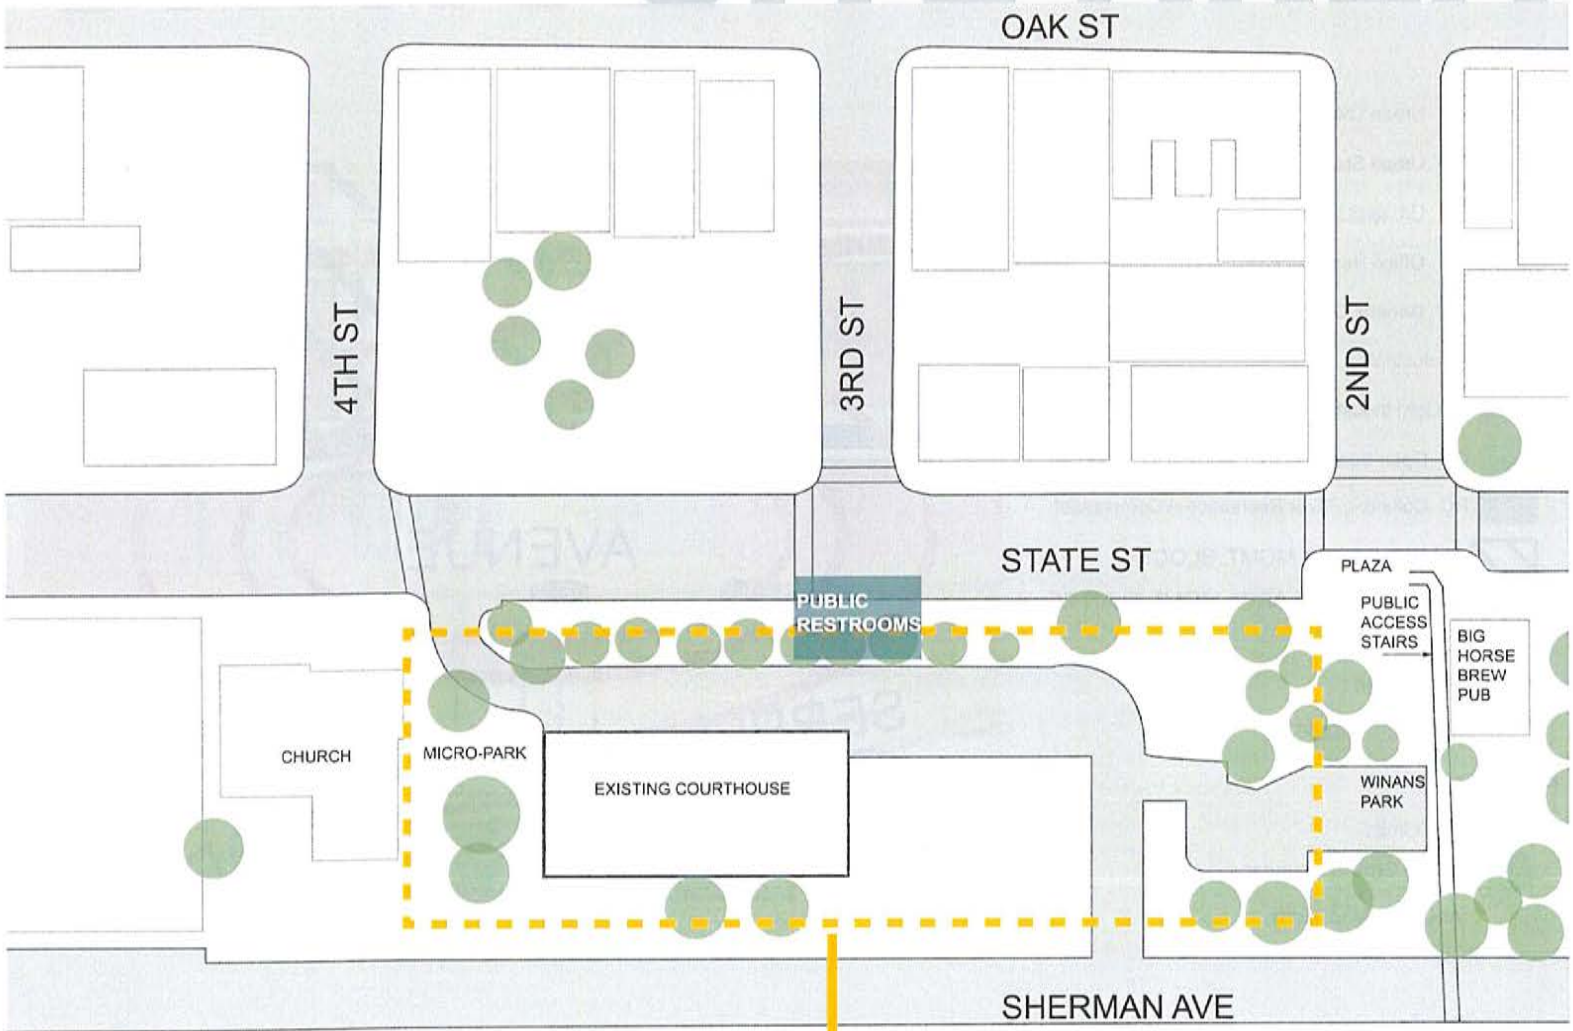 OAK ST
4TH ST
3RD ST
2ND ST
AVENUE
STATE ST
PLAZA
PUBLIC
RESTROOMS
PUBLIC
ACCESS
STAIRS
BIG
HORSE
BREW
PUB
CHURCH
MICRO-PARK
EXISTING COURTHOUSE
WINANS
PARK
SHERMAN AVE